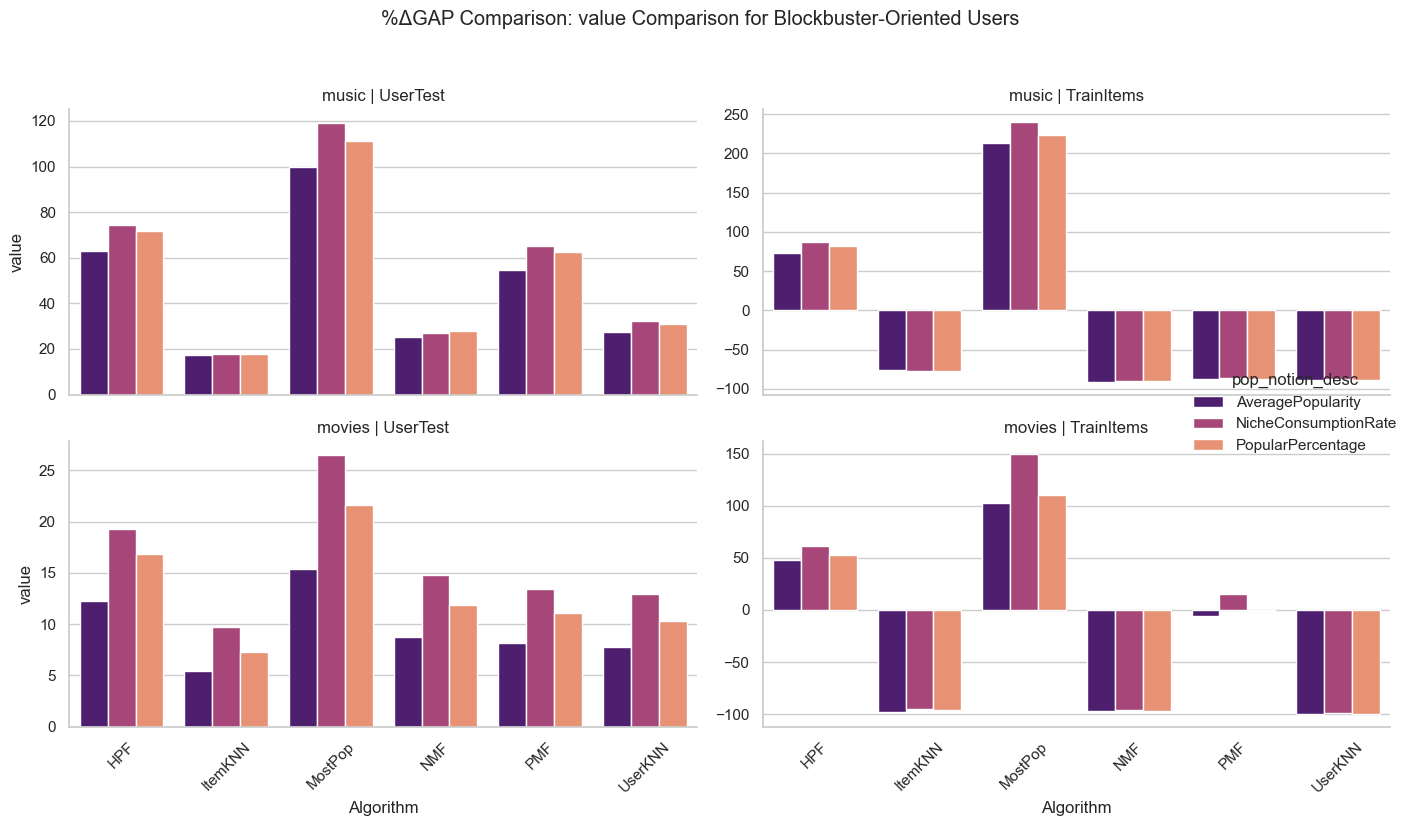 %ΔGAP Comparison: value Comparison for Blockbuster-Oriented Users
music | UserTest
music | TrainItems
value
120
100
80
60
40
20
0
250
200
150
100
50
0
−50
−100
pop_notion_desc
AveragePopularity
NicheConsumptionRate
PopularPercentage
movies | UserTest
movies | TrainItems
value
25
20
15
10
5
0
150
100
50
0
−50
−100
HPF
ItemKNN
MostPop
NMF
PMF
UserKNN
Algorithm
HPF
ItemKNN
MostPop
NMF
PMF
UserKNN
Algorithm